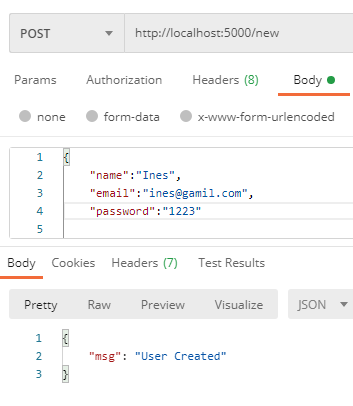 POST http://localhost:5000/new
Params Authorization Headers (8) Body
none form-data x-www-form-urlencoded
1 {
2 "name":"Ines",
3 "email":"ines@gamil.com",
4 "password":"1223"
5
Body Cookies Headers (7) Test Results
Pretty Raw Preview Visualize JSON
1 {
2 "msg": "User Created"
3 }